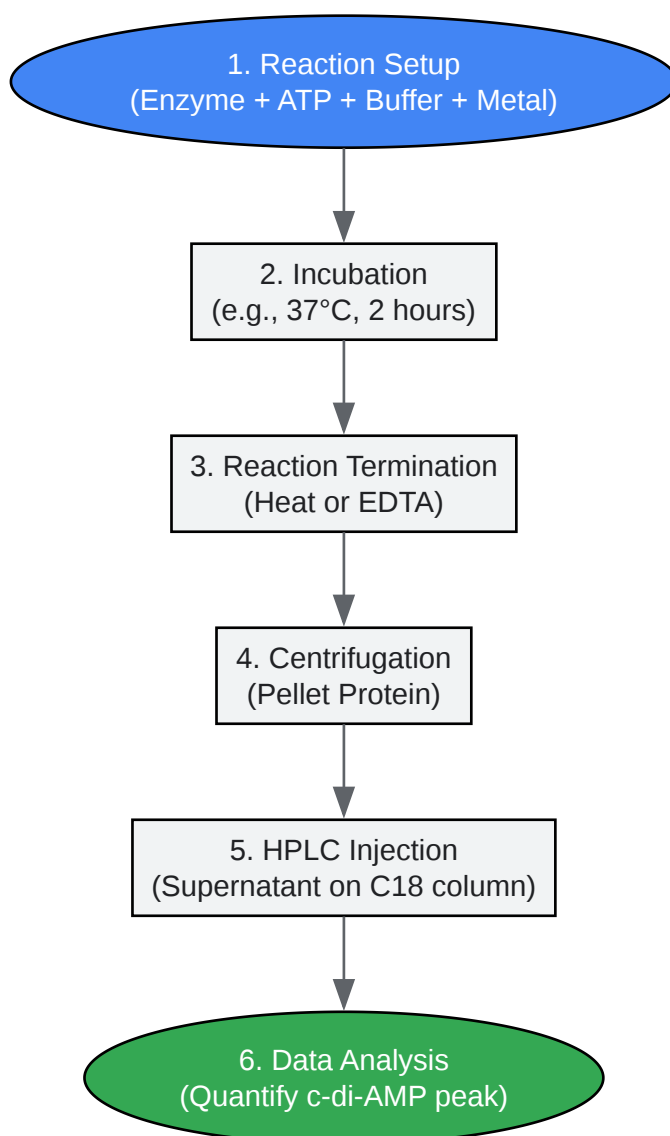 1. Reaction Setup
(Enzyme + ATP + Buffer + Metal)
2. Incubation
(e.g., 37°C, 2 hours)
3. Reaction Termination
(Heat or EDTA)
4. Centrifugation
(Pellet Protein)
5. HPLC Injection
(Supernatant on C18 column)
6. Data Analysis
(Quantify c-di-AMP peak)